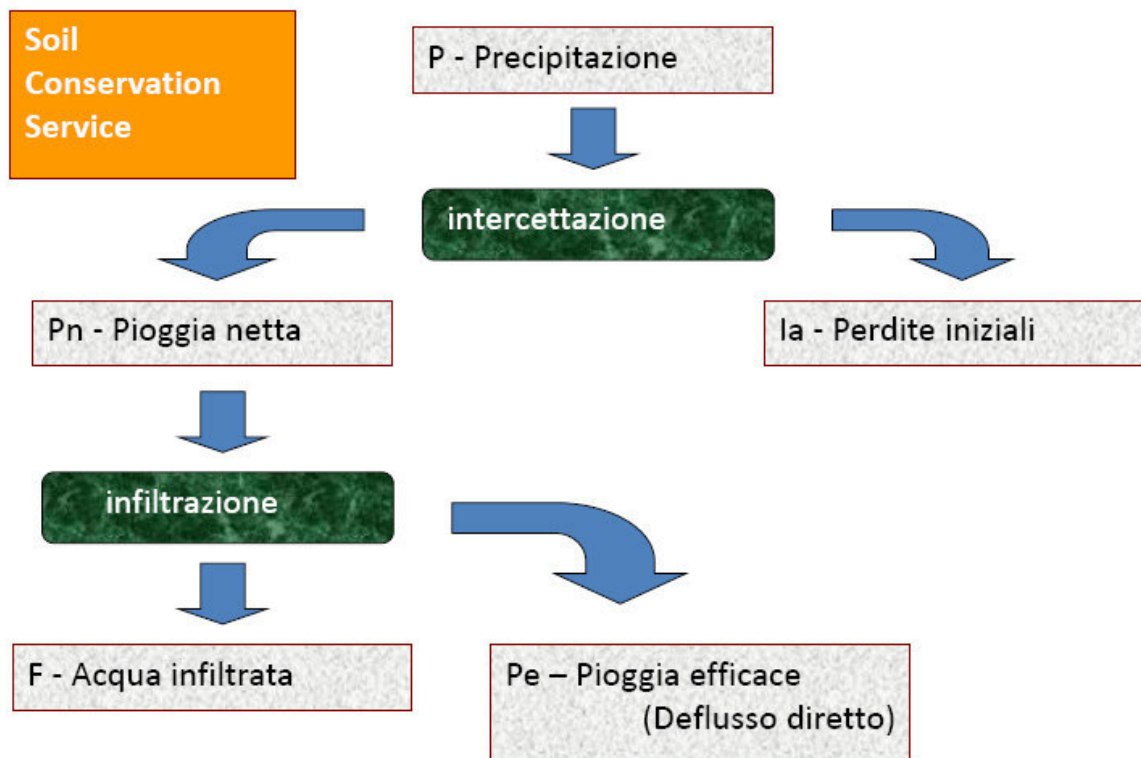 Soil
Conservation
Service
P - Precipitazione
intercettazione
Pn - Pioggia netta
Ia - Perdite iniziali
infiltrazione
F - Acqua infiltrata
Pe – Pioggia efficace
(Deflusso diretto)